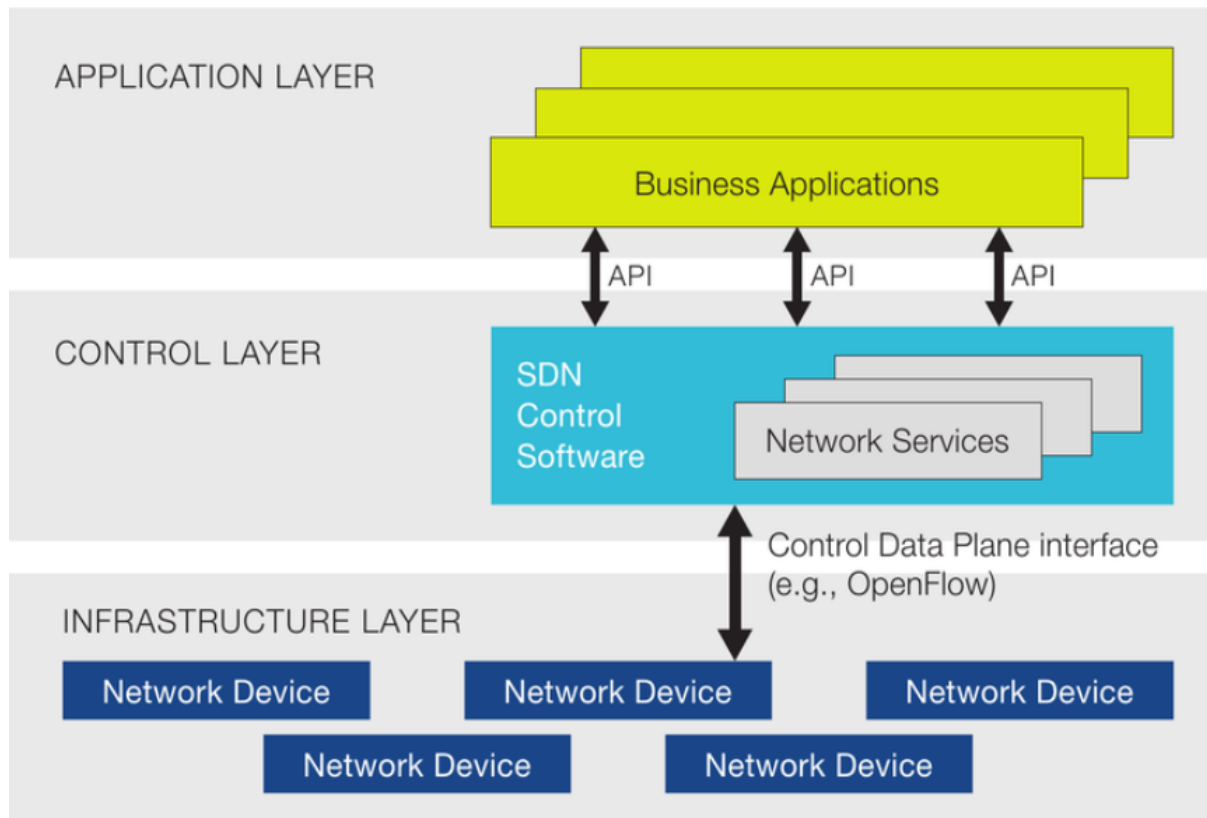 APPLICATION LAYER
Business Applications
API
API
API
CONTROL LAYER
SDN
Control
Software
Network Services
Control Data Plane interface
(e.g., OpenFlow)
INFRASTRUCTURE LAYER
Network Device
Network Device
Network Device
Network Device
Network Device